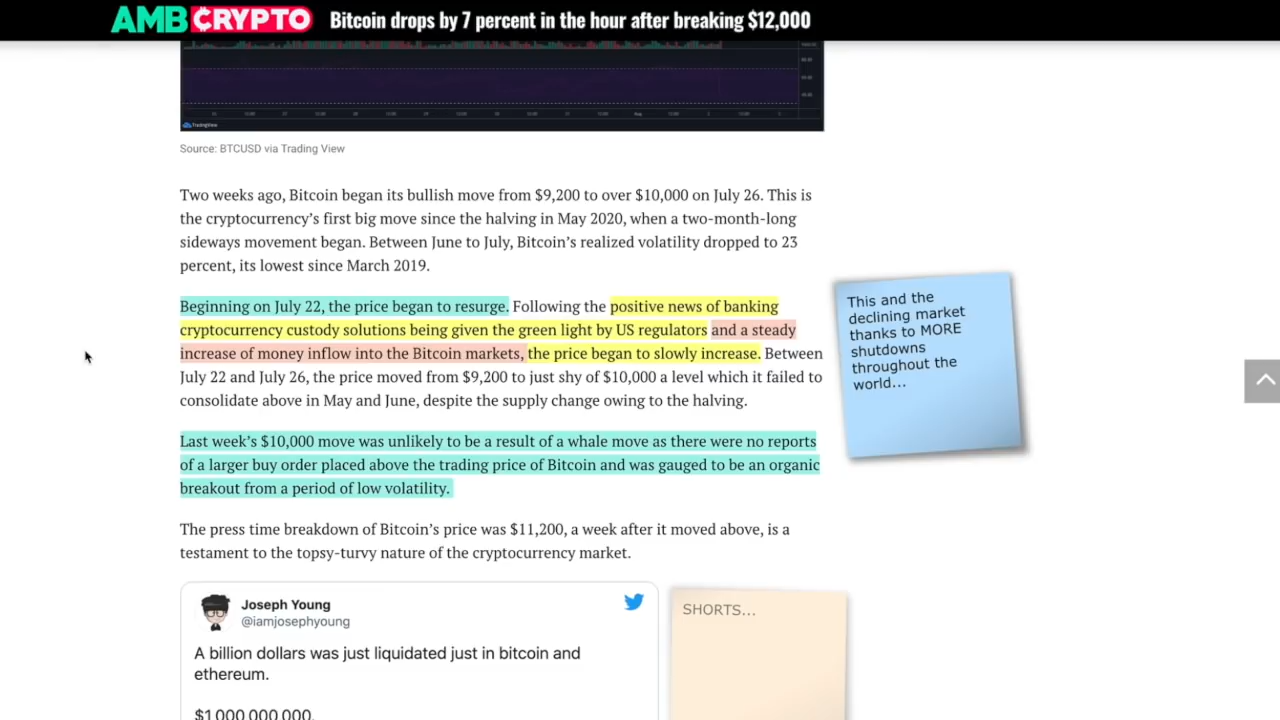 AMBCRYPTO Bitcoin drops by 7 percent in the hour after breaking $12,000
TradingView
Source: BTCUSD via Trading View
Two weeks ago, Bitcoin began its bullish move from $9,200 to over $10,000 on July 26. This is
the cryptocurrency's first big move since the halving in May 2020, when a two-month-long
sideways movement began. Between June to July, Bitcoin's realized volatility dropped to 23
percent, its lowest since March 2019.
Beginning on July 22, the price began to resurge. Following the positive news of banking
cryptocurrency custody solutions being given the green light by US regulators and a steady
increase of money inflow into the Bitcoin markets, the price began to slowly increase. Between
July 22 and July 26, the price moved from $9,200 to just shy of $10,000 a level which it failed to
consolidate above in May and June, despite the supply change owing to the halving.
This and the
declining market
thanks to MORE
shutdowns
throughout the
world...
Last week's $10,000 move was unlikely to be a result of a whale move as there were no reports
of a larger buy order placed above the trading price of Bitcoin and was gauged to be an organic
breakout from a period of low volatility.
The press time breakdown of Bitcoin's price was $11,200, a week after it moved above, is a
testament to the topsy-turvy nature of the cryptocurrency market.
Joseph Young
@iamjosephyoung
A billion dollars was just liquidated just in bitcoin and
ethereum.
$1,000,000,000.
SHORTS...